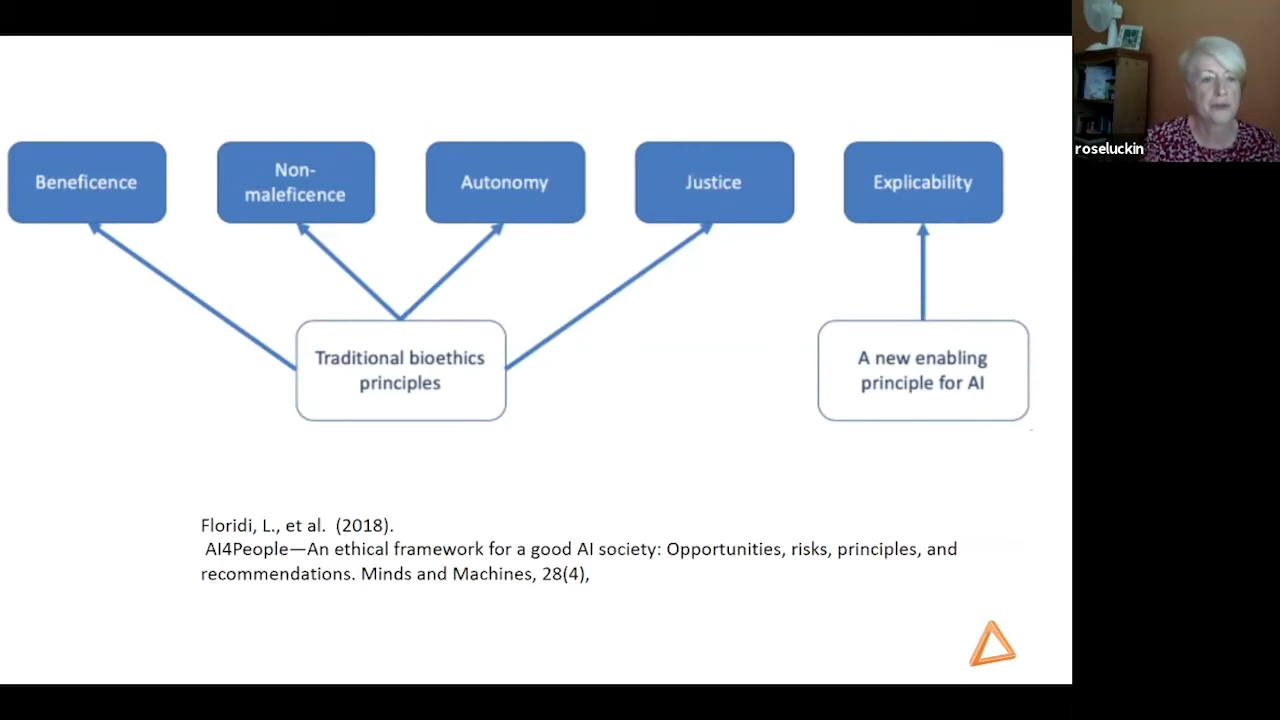 Beneficence
Non-
maleficence
Autonomy
Justice
Explicability
Traditional bioethics
principles
A new enabling
principle for AI
Floridi, L., et al. (2018).
AI4People—An ethical framework for a good AI society: Opportunities, risks, principles, and
recommendations. Minds and Machines, 28(4),
roseluckin